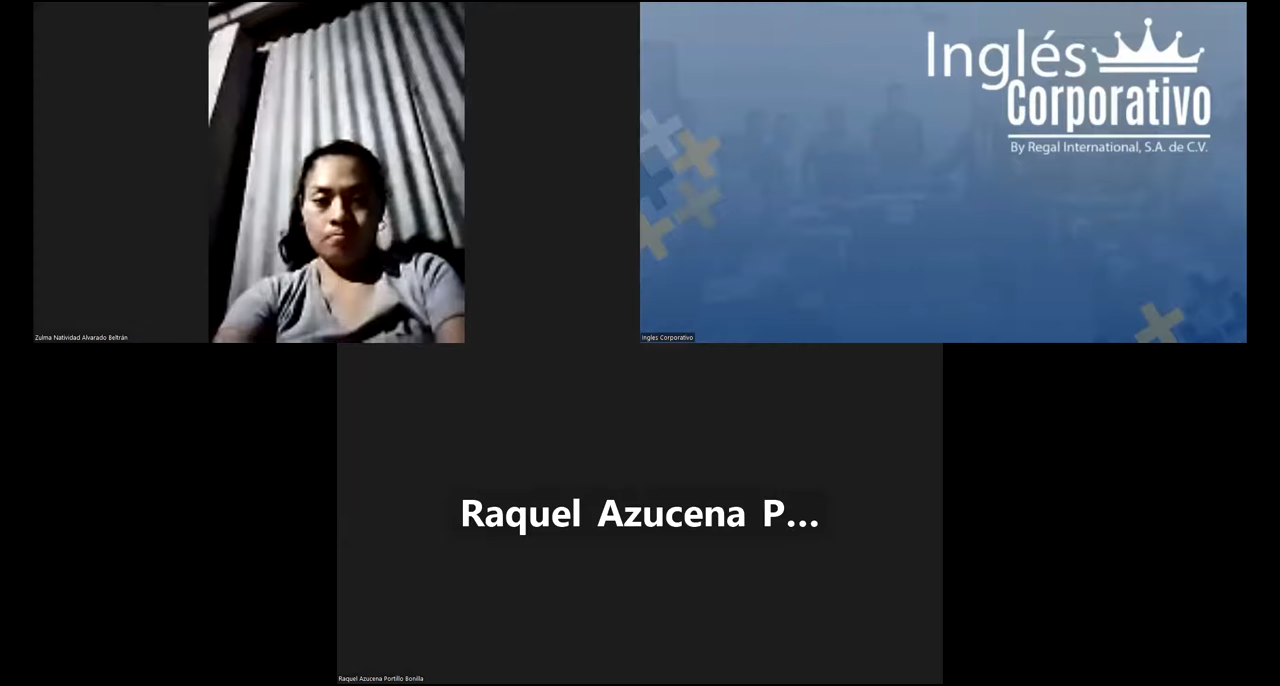 Inglés
Corporativo
By Regal International, S.A. de C.V.
Zulma Natividad Alvarado Beltrán
Ingles Corporativo
Raquel Azucena P...
Raquel Azucena Portillo Bonilla